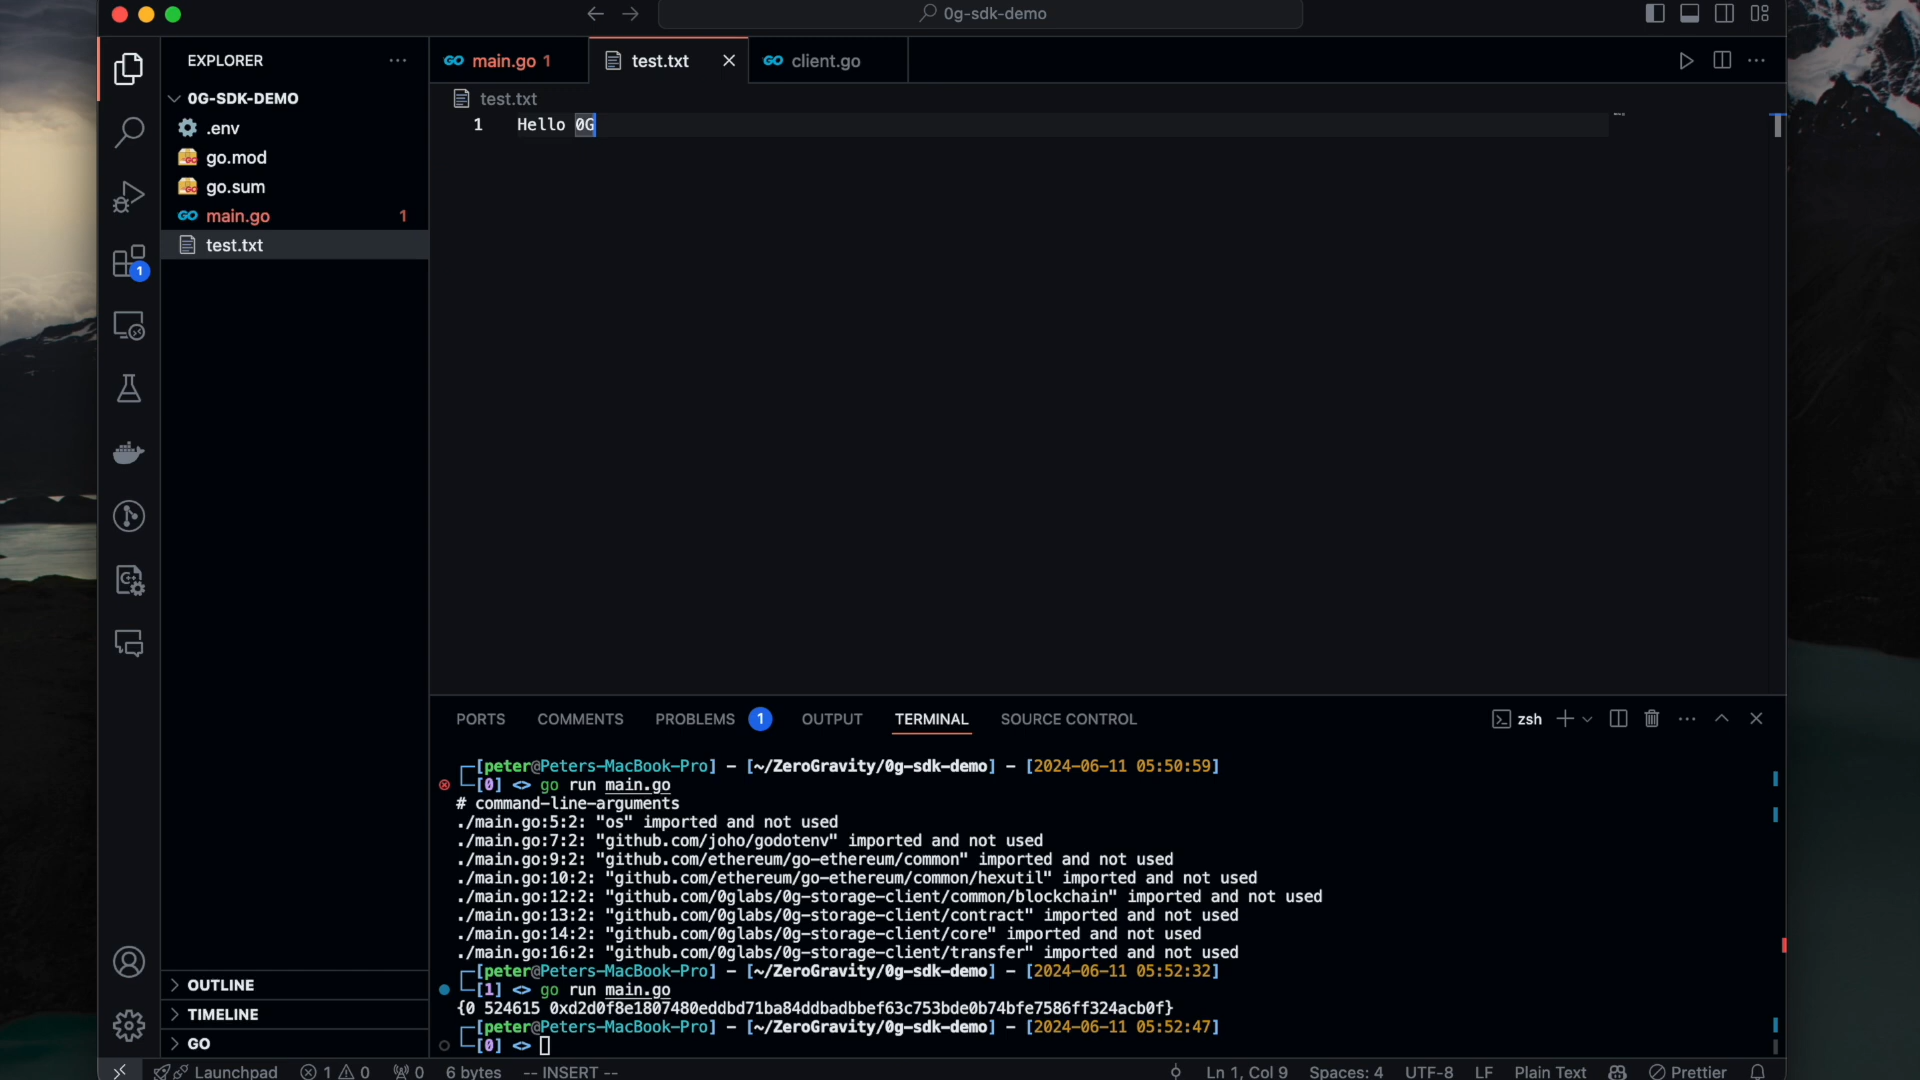 0g-sdk-demo
EXPLORER
GO main.go 1
test.txt
GO client.go
0G-SDK-DEMO
.env
go.mod
go.sum
GO main.go 1
test.txt
test.txt
1 Hello 0G
1
PORTS COMMENTS PROBLEMS 1 OUTPUT TERMINAL SOURCE CONTROL
zsh
[peter@Peters-MacBook-Pro] - [~/ZeroGravity/0g-sdk-demo] - [2024-06-11 05:50:59]
[0] <> go run main.go
# command-line-arguments
./main.go:5:2: "os" imported and not used
./main.go:7:2: "github.com/joho/godotenv" imported and not used
./main.go:9:2: "github.com/ethereum/go-ethereum/common" imported and not used
./main.go:10:2: "github.com/ethereum/go-ethereum/common/hexutil" imported and not used
./main.go:12:2: "github.com/0glabs/0g-storage-client/common/blockchain" imported and not used
./main.go:13:2: "github.com/0glabs/0g-storage-client/contract" imported and not used
./main.go:14:2: "github.com/0glabs/0g-storage-client/core" imported and not used
./main.go:16:2: "github.com/0glabs/0g-storage-client/transfer" imported and not used
[peter@Peters-MacBook-Pro] - [~/ZeroGravity/0g-sdk-demo] - [2024-06-11 05:52:32]
[1] <> go run main.go
{0 524615 0xd2d0f8e1807480eddbd71ba84ddbadbbef63c753bde0b74bfe7586ff324acb0f}
[peter@Peters-MacBook-Pro] - [~/ZeroGravity/0g-sdk-demo] - [2024-06-11 05:52:47]
[0] <>
OUTLINE
TIMELINE
GO
Launchpad 1 0 0 6 bytes -- INSERT -- Ln 1, Col 9 Spaces: 4 UTF-8 LF Plain Text Prettier